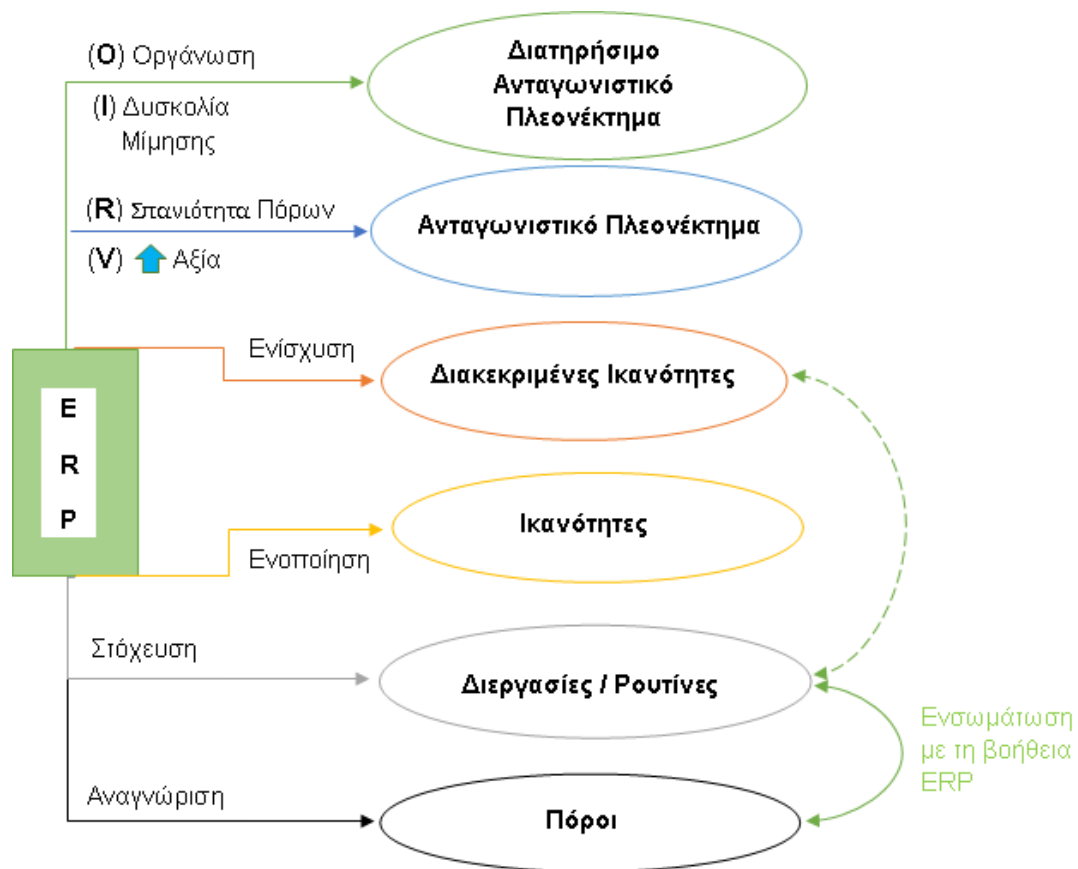 (O) Οργάνωση
Διατηρήσιμο
Ανταγωνιστικό
Πλεονέκτημα
(I) Δυσκολία
Μίμησης
(R) Σπανιότητα Πόρων
Ανταγωνιστικό Πλεονέκτημα
(V) Αξία
Ενίσχυση
Διακεκριμένες Ικανότητες
E
R
P
Ικανότητες
Ενοποίηση
Στόχευση
Διεργασίες / Ρουτίνες
Ενσωμάτωση
με τη βοήθεια
ERP
Αναγνώριση
Πόροι